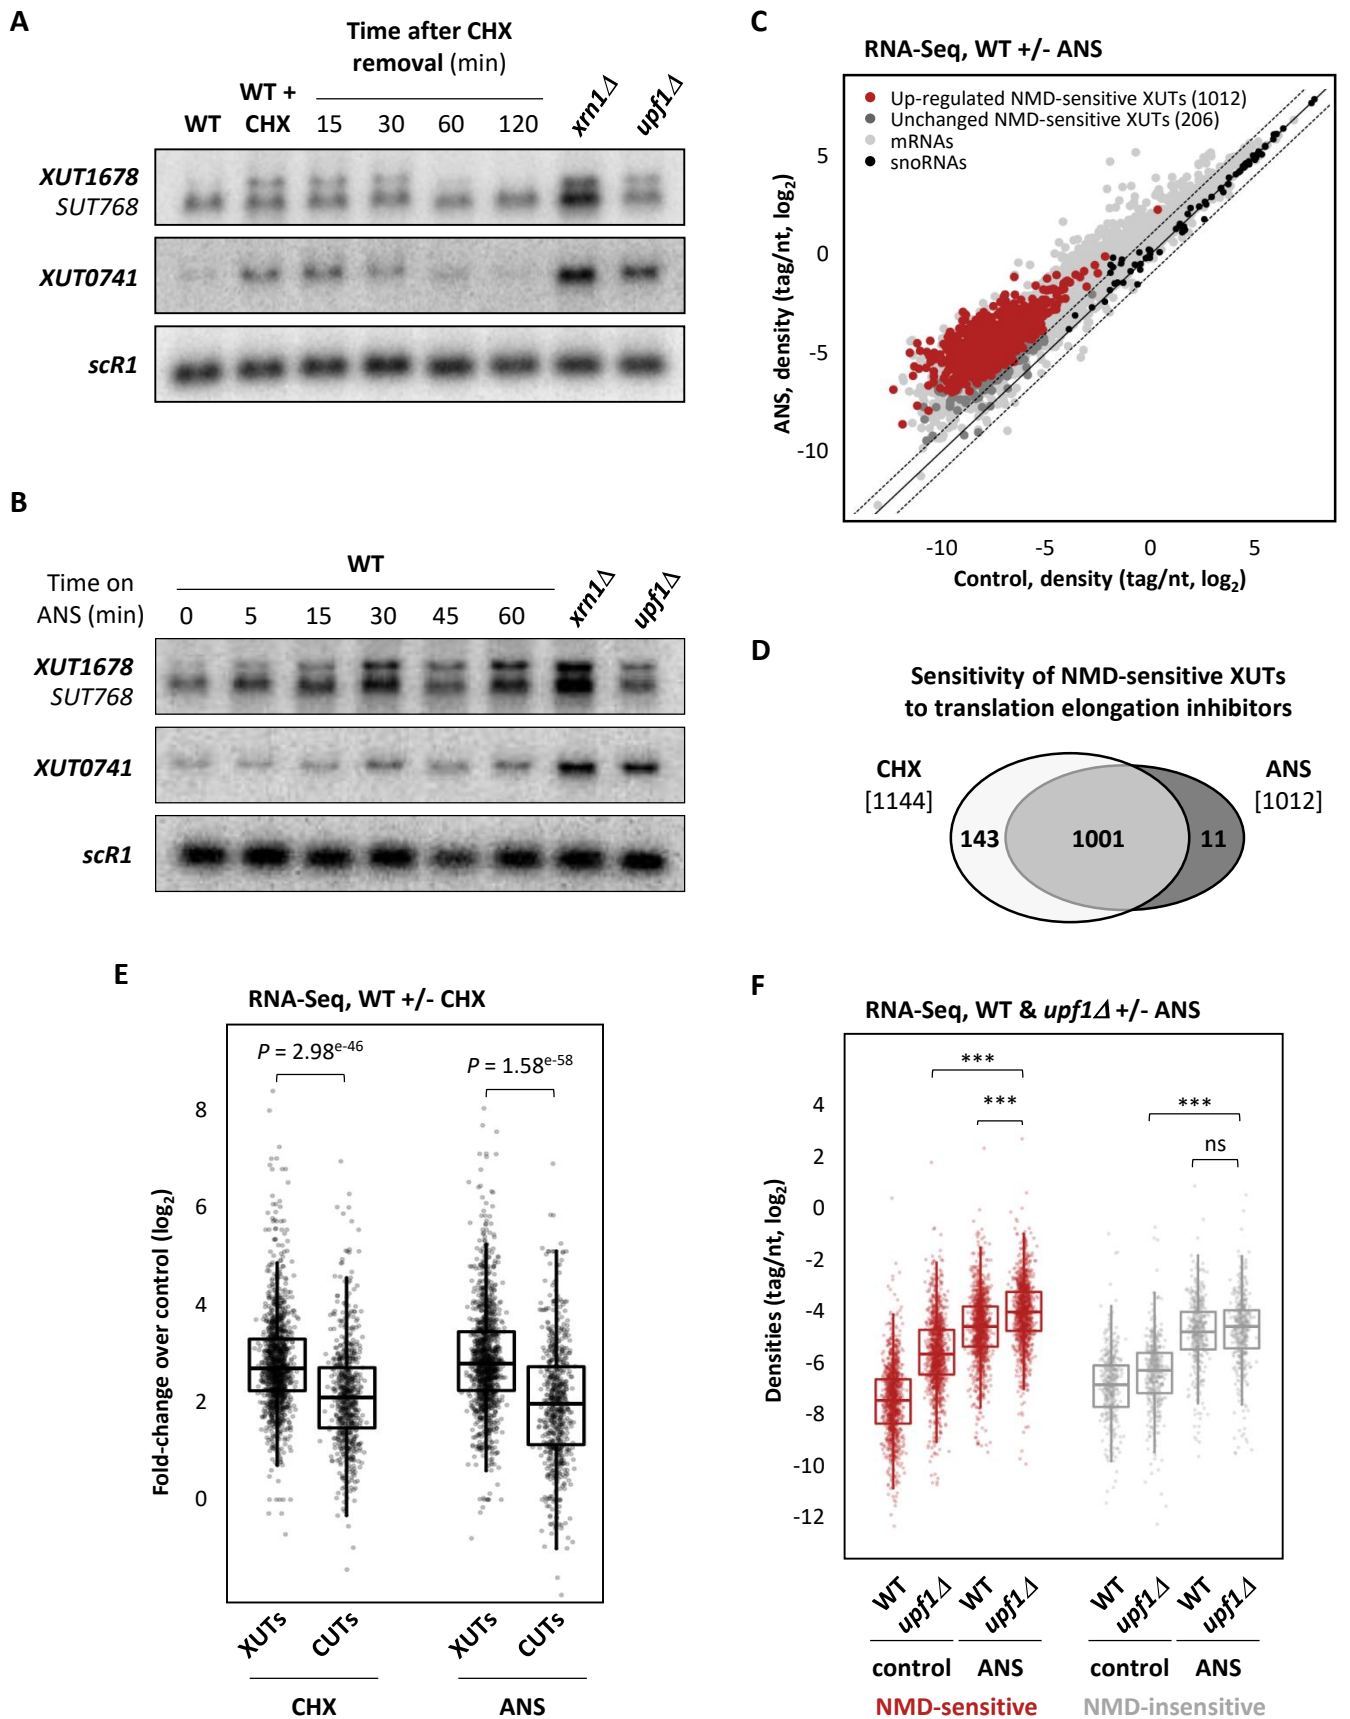 A
Time after CHX
removal (min)
WT
WT +
CHX
15
30
60
120
xrn1Δ
upf1Δ
XUT1678
SUT768
XUT0741
scR1
B
WT
Time on
ANS (min)
0
5
15
30
45
60
xrn1Δ
upf1Δ
XUT1678
SUT768
XUT0741
scR1
C
RNA-Seq, WT +/- ANS
Up-regulated NMD-sensitive XUTs (1012)
Unchanged NMD-sensitive XUTs (206)
mRNAs
snoRNAs
5
0
-5
-10
ANS, density (tag/nt, log2)
-10
-5
0
5
Control, density (tag/nt, log2)
D
Sensitivity of NMD-sensitive XUTs
to translation elongation inhibitors
CHX
[1144]
ANS
[1012]
143
1001
11
E
RNA-Seq, WT +/- CHX
P = 2.98e-46
P = 1.58e-58
8
6
4
2
0
Fold-change over control (log2)
XUTs
CUTs
XUTs
CUTs
CHX
ANS
F
RNA-Seq, WT & upf1Δ +/- ANS
***
***
***
ns
4
2
0
-2
-4
-6
-8
-10
-12
Densities (tag/nt, log2)
WT
upf1Δ
WT
upf1Δ
WT
upf1Δ
WT
upf1Δ
control
ANS
control
ANS
NMD-sensitive
NMD-insensitive